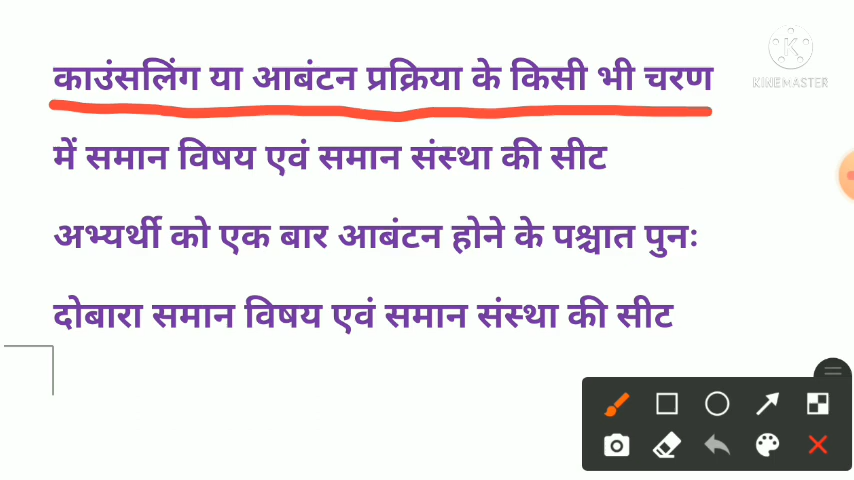 काउंसलिंग या आबंटन प्रक्रिया के किसी भी चरण
KINEMASTER
में समान विषय एवं समान संस्था की सीट
अभ्यर्थी को एक बार आबंटन होने के पश्चात पुनः
दोबारा समान विषय एवं समान संस्था की सीट